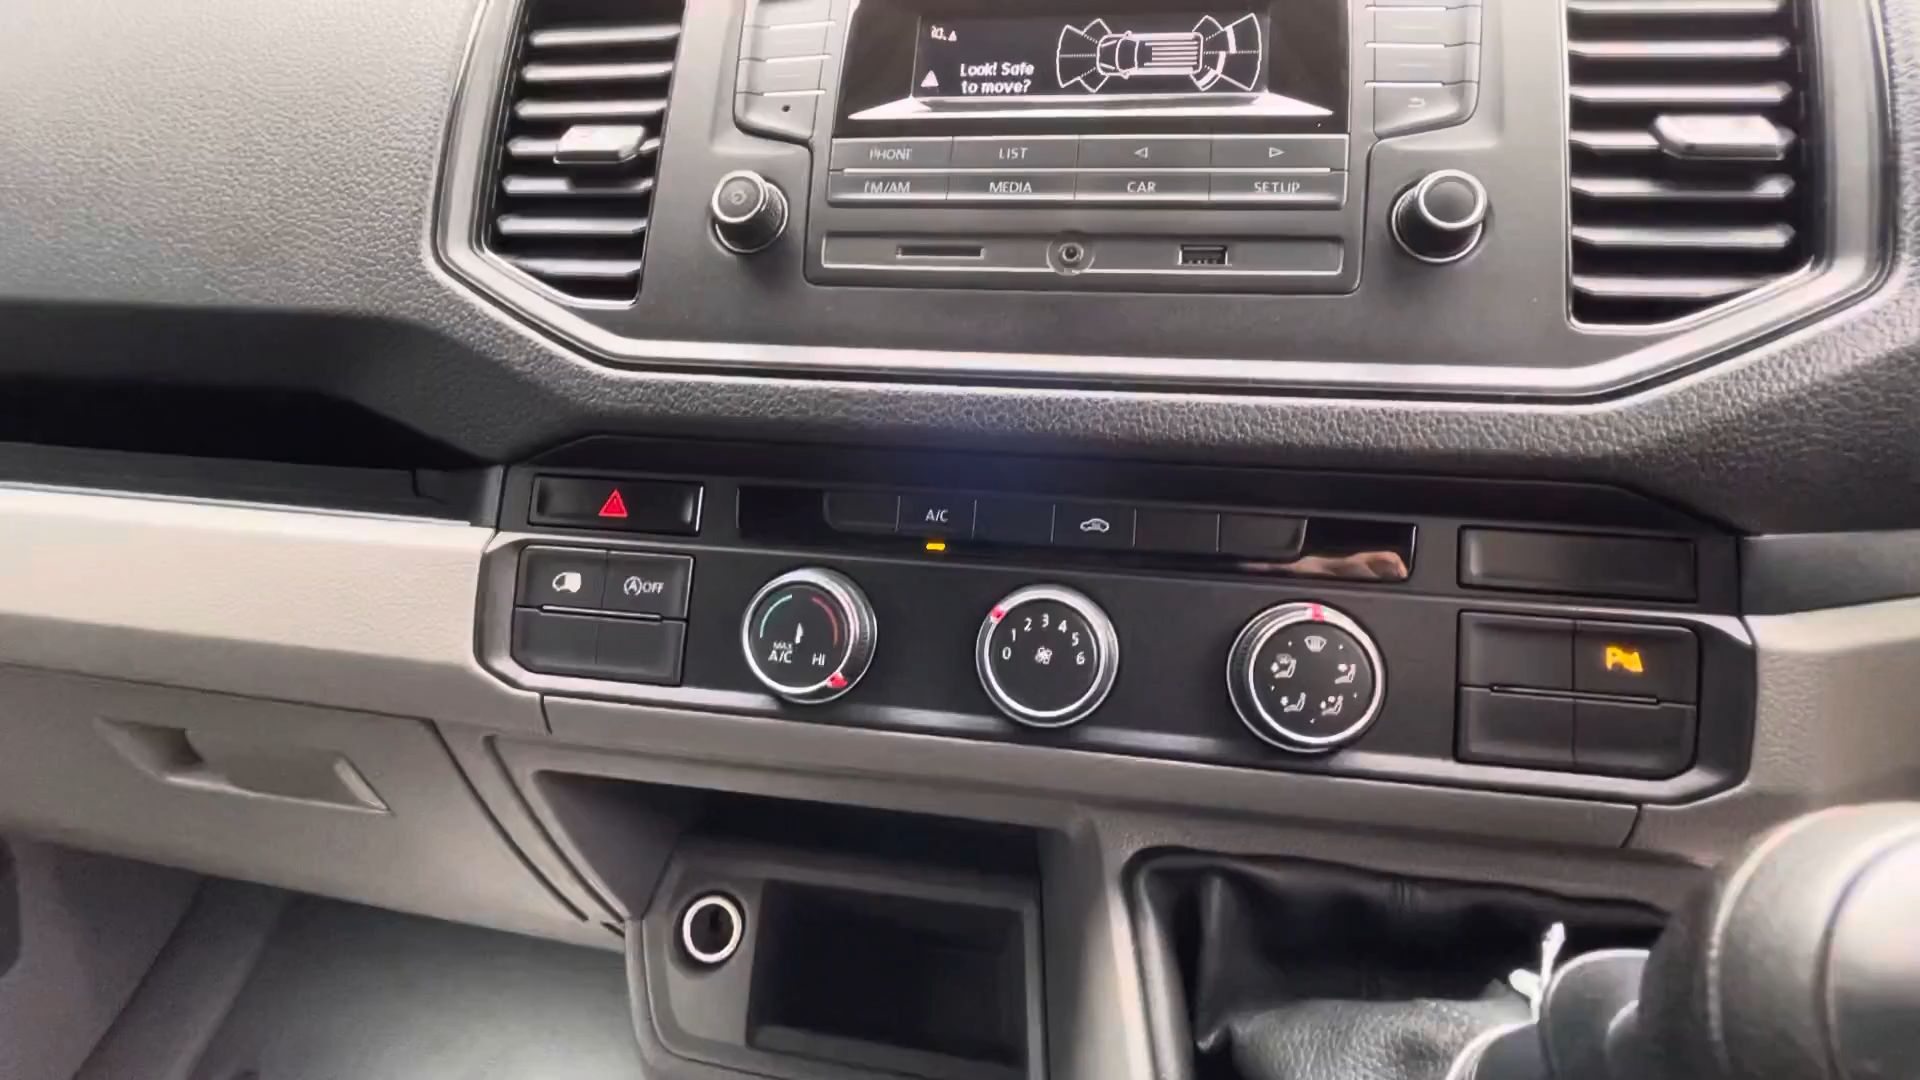 Look! Safe
to move?
PHONE LIST
FM/AM MEDIA CAR SETUP
A/C
OFF
MAX
A/C HI
0 1 2 3 4 5 6